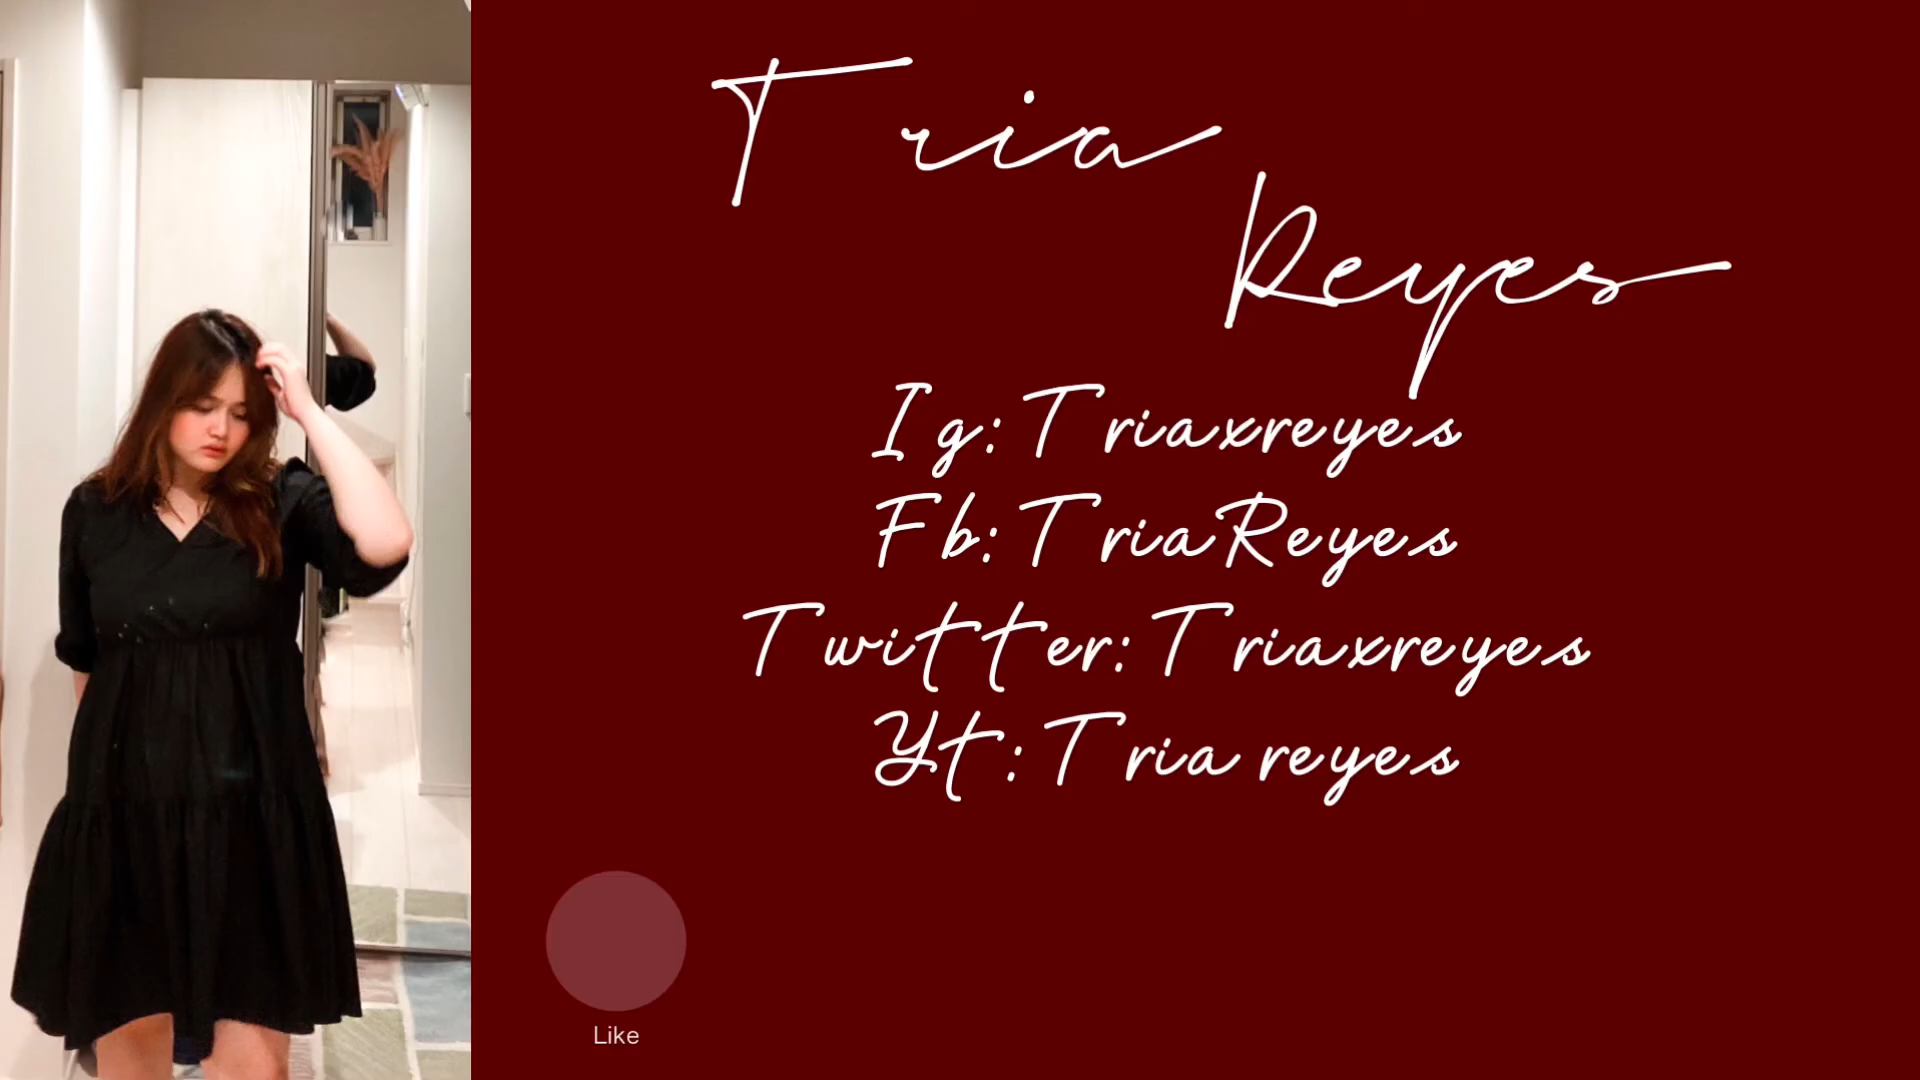 Tria
Reyes
Ig: Triaxreyes
Fb: TriaReyes
Twitter: Triaxreyes
Yt: Tria reyes
Like